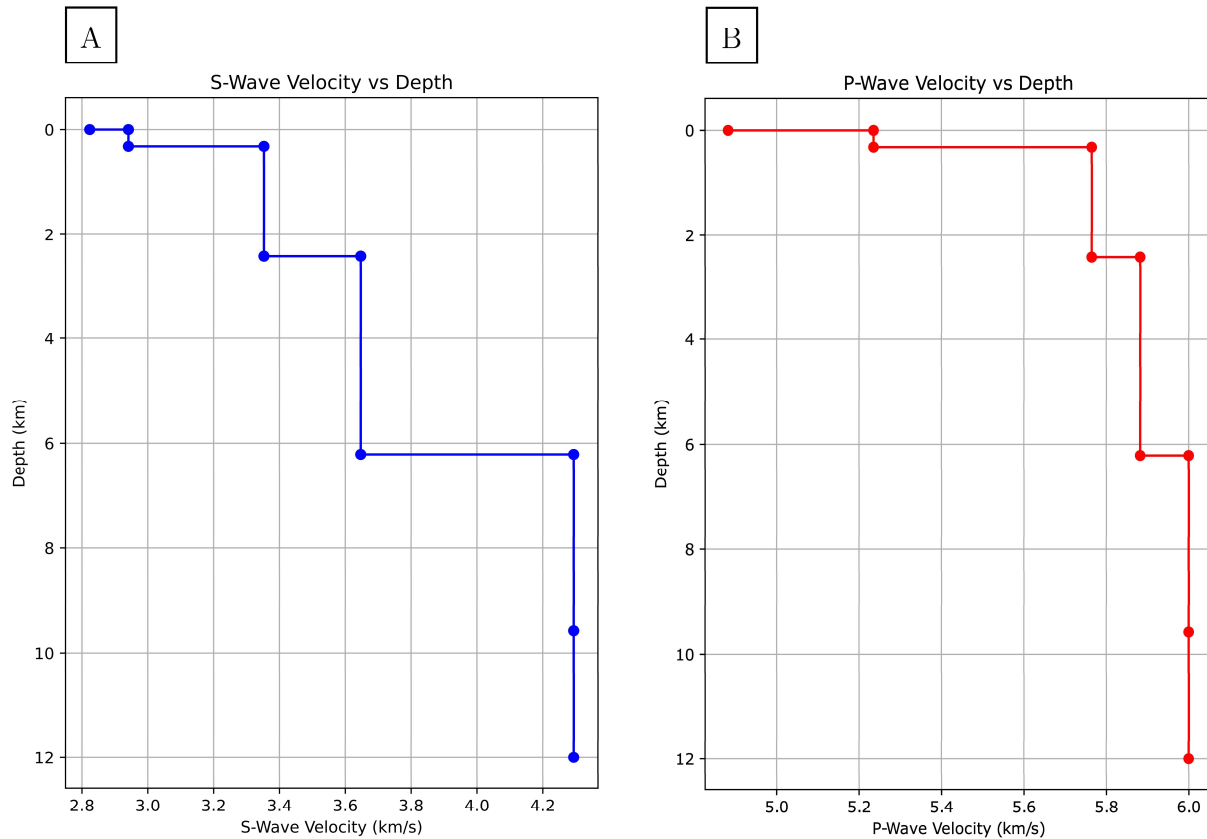 A
S-Wave Velocity vs Depth
0
2
4
6
8
10
12
Depth (km)
2.8 3.0 3.2 3.4 3.6 3.8 4.0 4.2
S-Wave Velocity (km/s)
B
P-Wave Velocity vs Depth
0
2
4
6
8
10
12
Depth (km)
5.0 5.2 5.4 5.6 5.8 6.0
P-Wave Velocity (km/s)